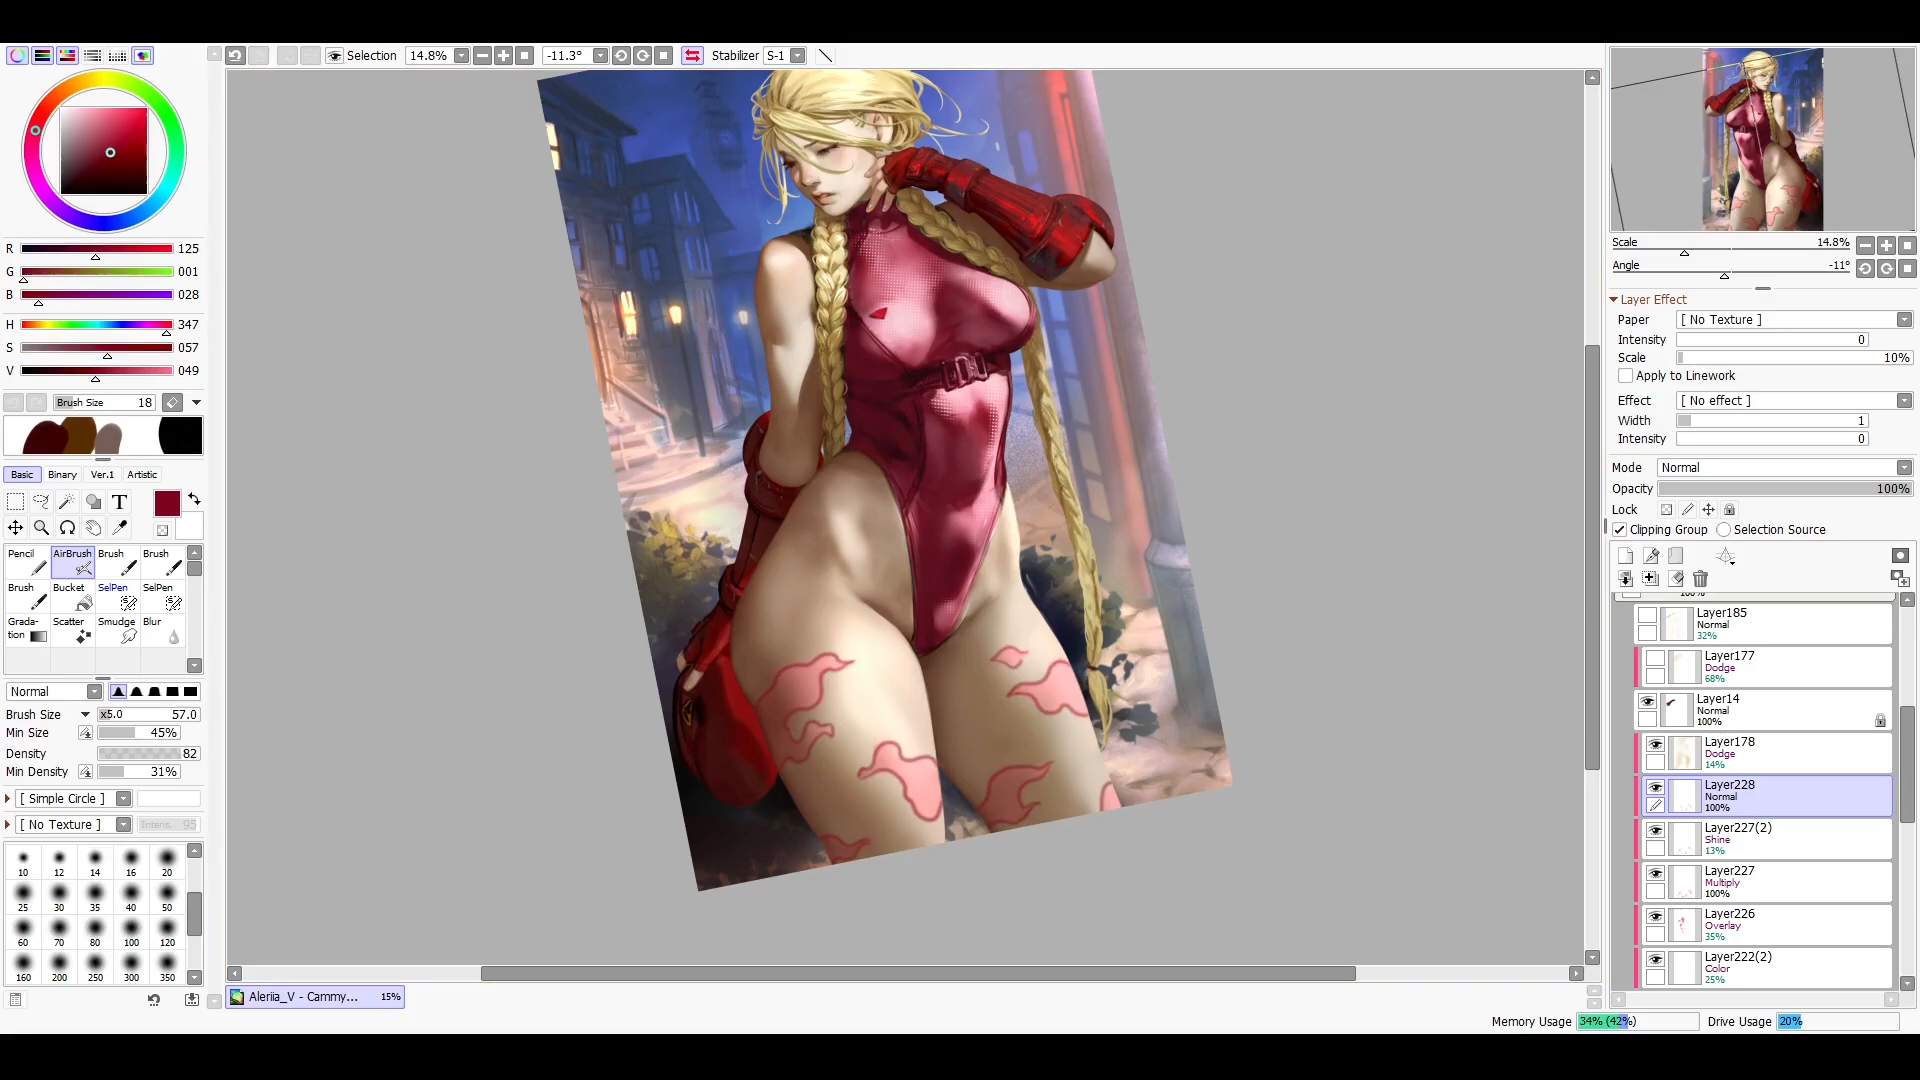 Selection
14.8%
-11.3°
Stabilizer
S-1
R
125
G
001
B
028
H
347
S
057
V
049
Brush Size
18
Basic
Binary
Ver.1
Artistic
T
Pencil
AirBrush
Brush
Brush
Brush
Bucket
SelPen
SelPen
Grada-
tion
Scatter
Smudge
Blur
Normal
Brush Size
x5.0
57.0
Min Size
45%
Density
82
Min Density
31%
[ Simple Circle ]
[ No Texture ]
Intens.
95
10
12
14
16
20
25
30
35
40
50
60
70
80
100
120
160
200
250
300
350
Aleriia_V - Cammy...
15%
Scale
14.8%
Angle
-11°
Layer Effect
Paper
[ No Texture ]
Intensity
0
Scale
10%
Apply to Linework
Effect
[ No effect ]
Width
1
Intensity
0
Mode
Normal
Opacity
100%
Lock
Clipping Group
Selection Source
100%
Layer185
Normal
32%
Layer177
Dodge
68%
Layer14
Normal
100%
Layer178
Dodge
14%
Layer228
Normal
100%
Layer227(2)
Shine
13%
Layer227
Multiply
100%
Layer226
Overlay
35%
Layer222(2)
Color
25%
Memory Usage
34% (42%)
Drive Usage
20%